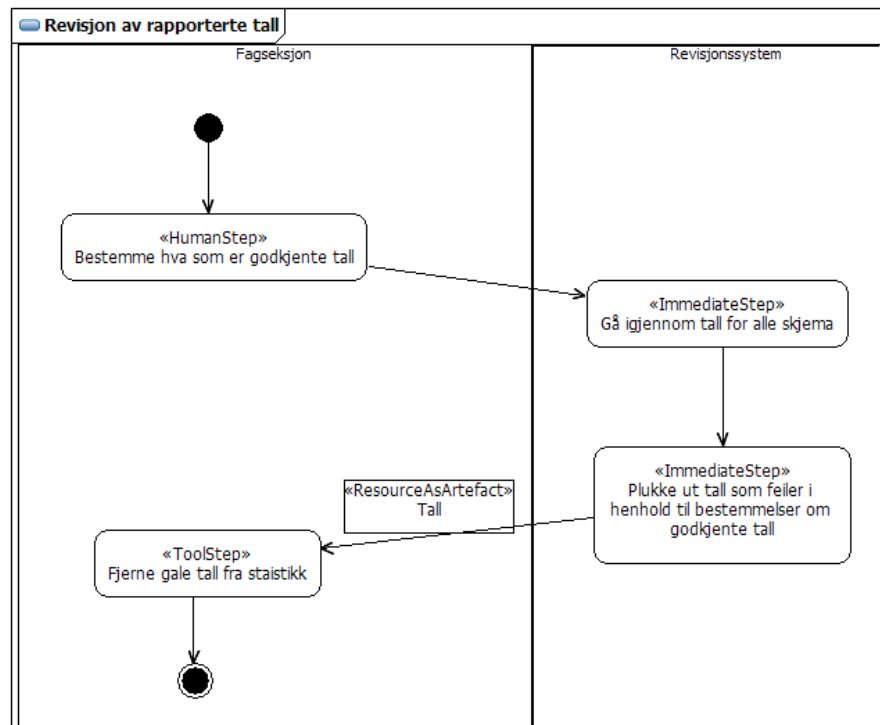 Revisjon av rapporterte tall
Fagseksjon
Revisjonssystem
«HumanStep»
Bestemme hva som er godkjente tall
«ImmediateStep»
Gå igjennom tall for alle skjema
«ImmediateStep»
Plukke ut tall som feiler i
henhold til bestemmelser om
godkjente tall
«ResourceAsArtefact»
Tall
«ToolStep»
Fjerne gale tall fra staistikk